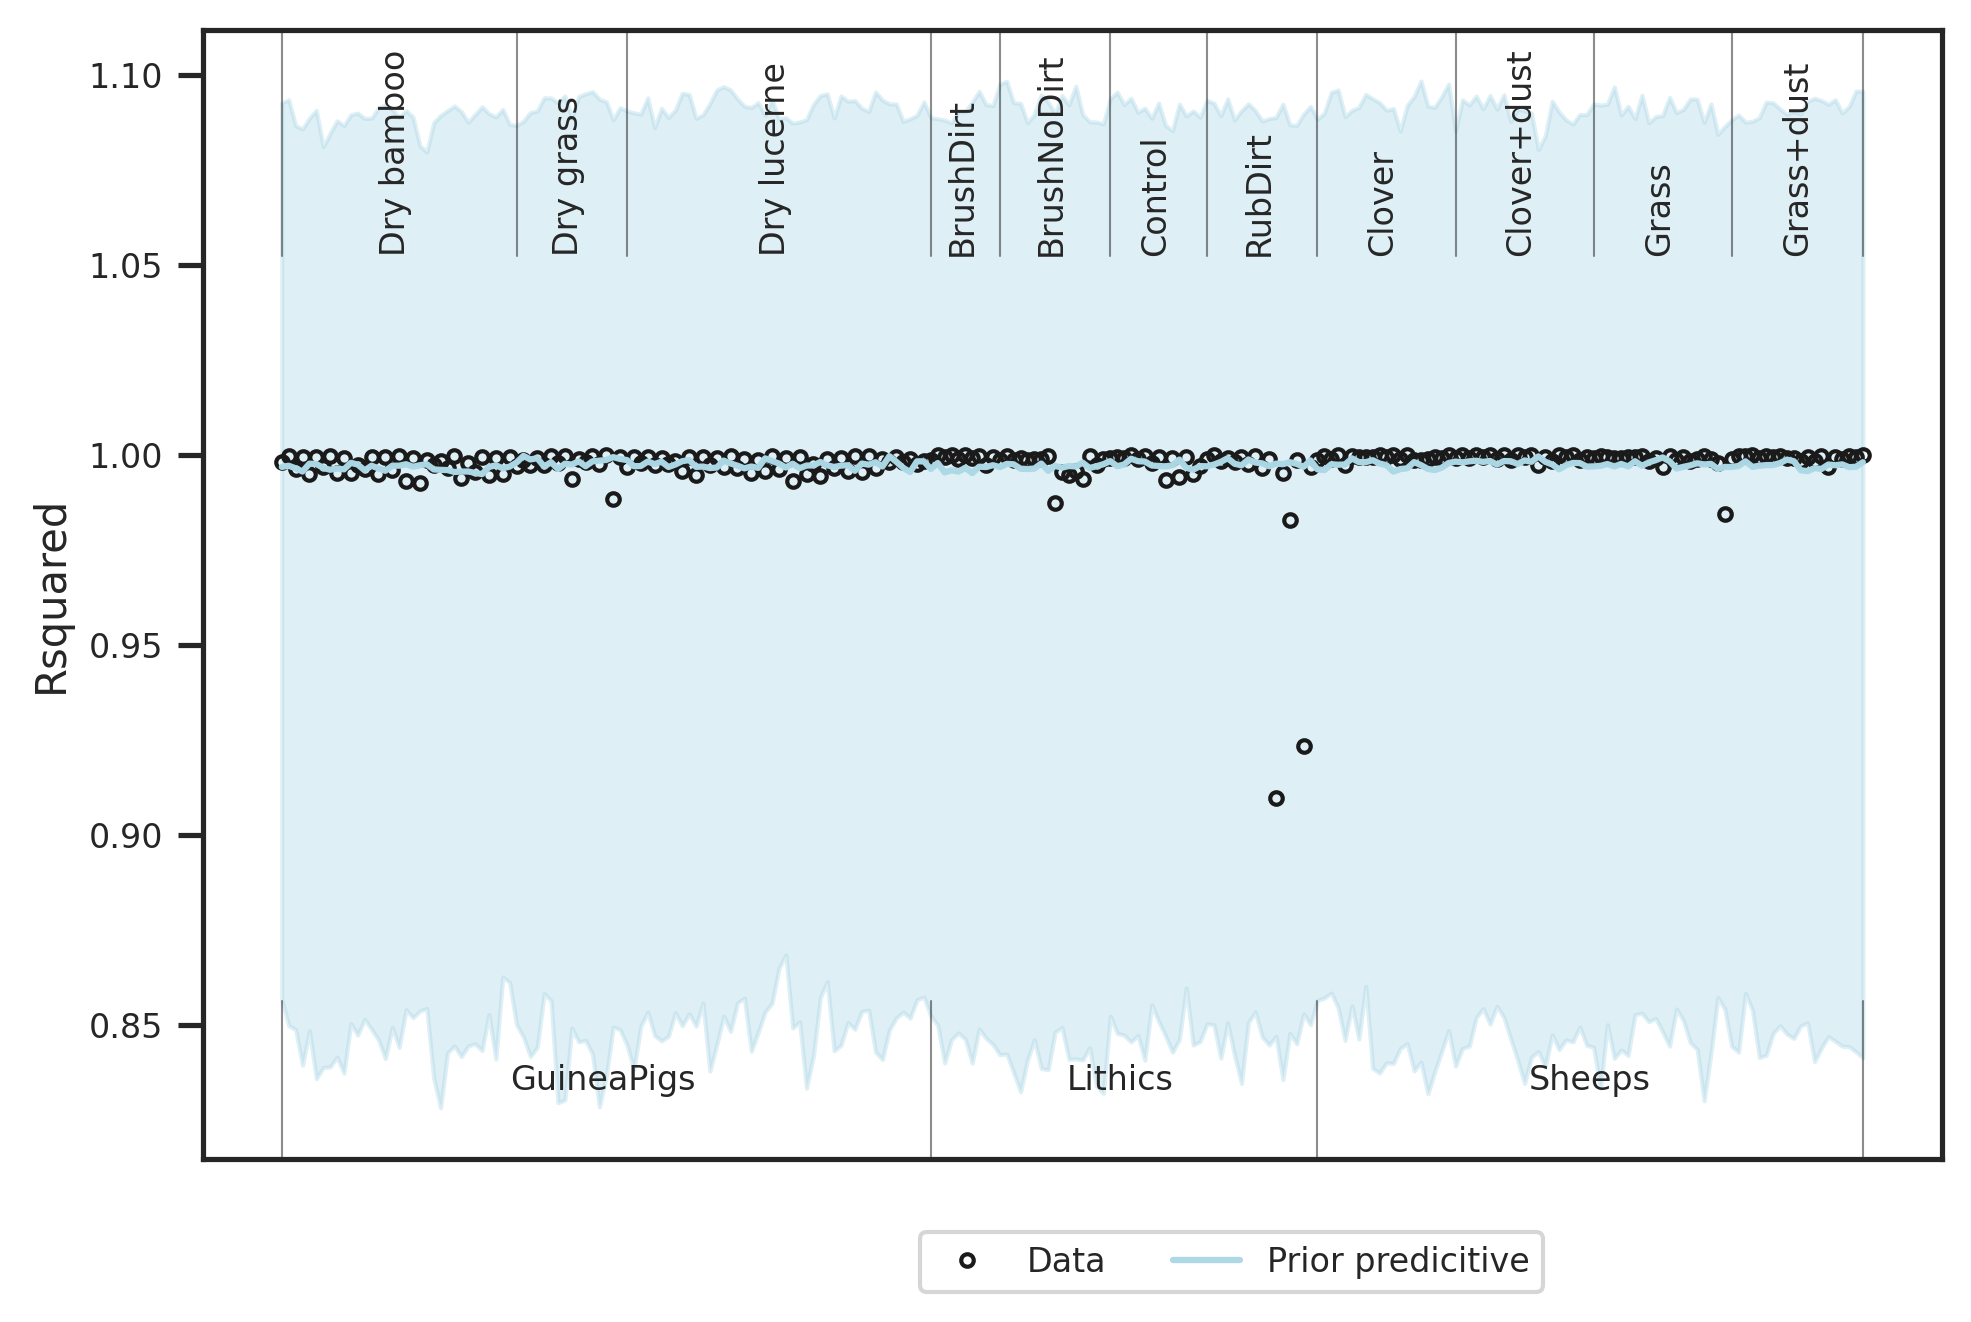 1.10
1.05
1.00
0.95
0.90
0.85
Rsquared
Dry bamboo
Dry grass
Dry lucerne
BrushDirt
BrushNoDirt
Control
RubDirt
Clover
Clover+dust
Grass
Grass+dust
GuineaPigs
Lithics
Sheeps
Data
Prior predicitive